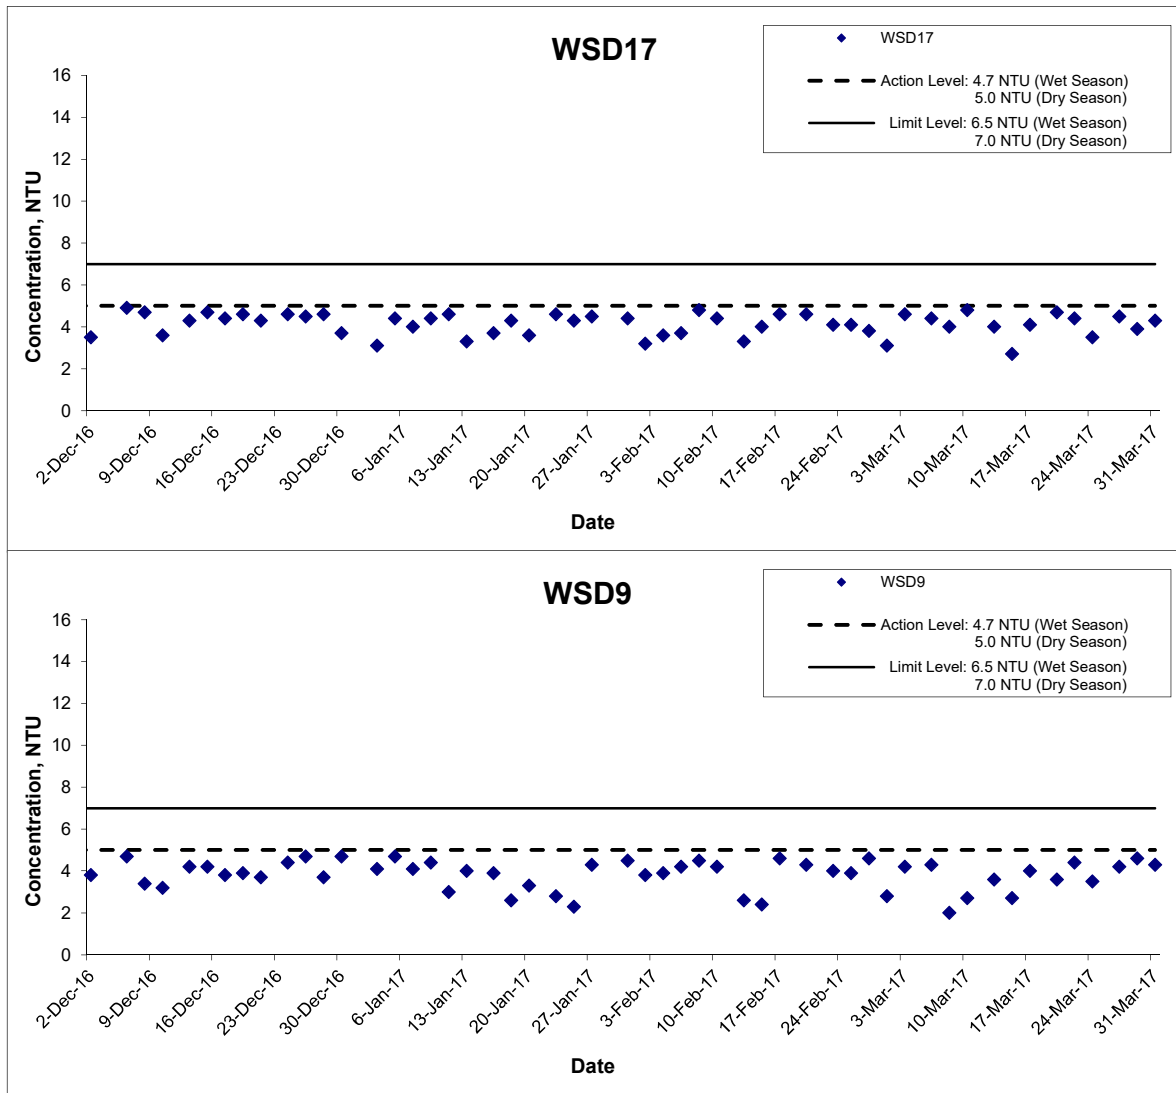 WSD17
WSD17
Action Level: 4.7 NTU (Wet Season)
5.0 NTU (Dry Season)
Limit Level: 6.5 NTU (Wet Season)
7.0 NTU (Dry Season)
Concentration, NTU
16
14
12
10
8
6
4
2
0
2-Dec-16
9-Dec-16
16-Dec-16
23-Dec-16
30-Dec-16
6-Jan-17
13-Jan-17
20-Jan-17
27-Jan-17
3-Feb-17
10-Feb-17
17-Feb-17
24-Feb-17
3-Mar-17
10-Mar-17
17-Mar-17
24-Mar-17
31-Mar-17
Date
WSD9
WSD9
Action Level: 4.7 NTU (Wet Season)
5.0 NTU (Dry Season)
Limit Level: 6.5 NTU (Wet Season)
7.0 NTU (Dry Season)
Concentration, NTU
16
14
12
10
8
6
4
2
0
2-Dec-16
9-Dec-16
16-Dec-16
23-Dec-16
30-Dec-16
6-Jan-17
13-Jan-17
20-Jan-17
27-Jan-17
3-Feb-17
10-Feb-17
17-Feb-17
24-Feb-17
3-Mar-17
10-Mar-17
17-Mar-17
24-Mar-17
31-Mar-17
Date